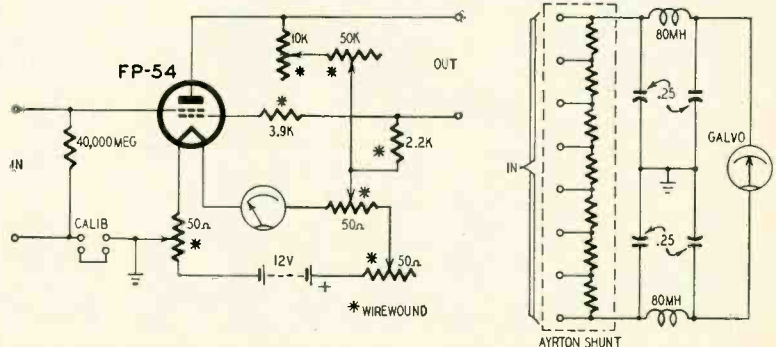 FP-54
10K
*
50K
*
OUT
IN
40,000 MEG
*
3.9K
*
2.2K
CALIB
50Ω
*
*
50Ω
12V
+
*
50Ω
* WIREWOUND
IN
80MH
.25
GALVO
.25
80MH
AYRTON SHUNT